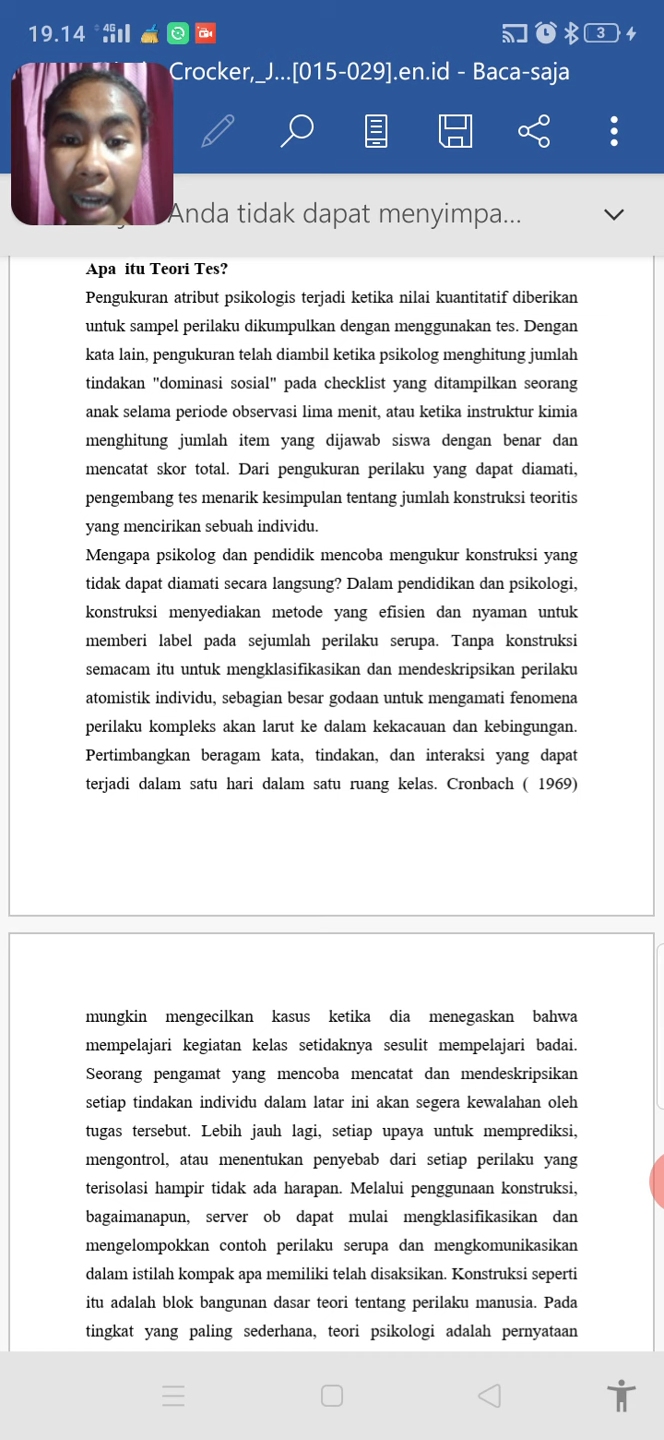 19.14 4G 3
Crocker,_J...[015-029].en.id - Baca-saja
Anda tidak dapat menyimpa...
Apa itu Teori Tes?
Pengukuran atribut psikologis terjadi ketika nilai kuantitatif diberikan
untuk sampel perilaku dikumpulkan dengan menggunakan tes. Dengan
kata lain, pengukuran telah diambil ketika psikolog menghitung jumlah
tindakan "dominasi sosial" pada checklist yang ditampilkan seorang
anak selama periode observasi lima menit, atau ketika instruktur kimia
menghitung jumlah item yang dijawab siswa dengan benar dan
mencatat skor total. Dari pengukuran perilaku yang dapat diamati,
pengembang tes menarik kesimpulan tentang jumlah konstruksi teoritis
yang mencirikan sebuah individu.
Mengapa psikolog dan pendidik mencoba mengukur konstruksi yang
tidak dapat diamati secara langsung? Dalam pendidikan dan psikologi,
konstruksi menyediakan metode yang efisien dan nyaman untuk
memberi label pada sejumlah perilaku serupa. Tanpa konstruksi
semacam itu untuk mengklasifikasikan dan mendeskripsikan perilaku
atomistik individu, sebagian besar godaan untuk mengamati fenomena
perilaku kompleks akan larut ke dalam kekacauan dan kebingungan.
Pertimbangkan beragam kata, tindakan, dan interaksi yang dapat
terjadi dalam satu hari dalam satu ruang kelas. Cronbach ( 1969)
mungkin mengecilkan kasus ketika dia menegaskan bahwa
mempelajari kegiatan kelas setidaknya sesulit mempelajari badai.
Seorang pengamat yang mencoba mencatat dan mendeskripsikan
setiap tindakan individu dalam latar ini akan segera kewalahan oleh
tugas tersebut. Lebih jauh lagi, setiap upaya untuk memprediksi,
mengontrol, atau menentukan penyebab dari setiap perilaku yang
terisolasi hampir tidak ada harapan. Melalui penggunaan konstruksi,
bagaimanapun, server ob dapat mulai mengklasifikasikan dan
mengelompokkan contoh perilaku serupa dan mengkomunikasikan
dalam istilah kompak apa memiliki telah disaksikan. Konstruksi seperti
itu adalah blok bangunan dasar teori tentang perilaku manusia. Pada
tingkat yang paling sederhana, teori psikologi adalah pernyataan